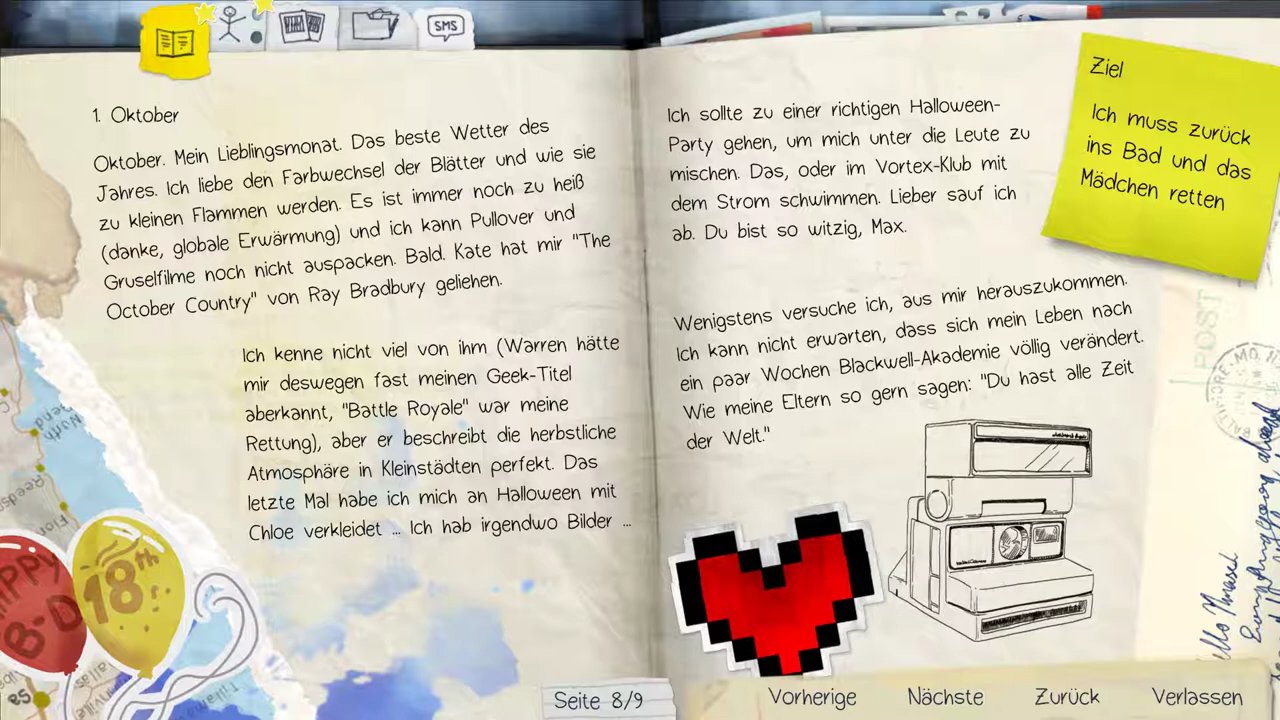 SMS
1. Oktober
Oktober. Mein Lieblingsmonat. Das beste Wetter des
Jahres. Ich liebe den Farbwechsel der Blätter und wie sie
zu kleinen Flammen werden. Es ist immer noch zu heiß
(danke, globale Erwärmung) und ich kann Pullover und
Gruselfilme noch nicht auspacken. Bald. Kate hat mir "The
October Country" von Ray Bradbury geliehen.
Ich kenne nicht viel von ihm (Warren hätte
mir deswegen fast meinen Geek-Titel
aberkannt, "Battle Royale" war meine
Rettung), aber er beschreibt die herbstliche
Atmosphäre in Kleinstädten perfekt. Das
letzte Mal habe ich mich an Halloween mit
Chloe verkleidet ... Ich hab irgendwo Bilder ...
18th
Ich sollte zu einer richtigen Halloween-
Party gehen, um mich unter die Leute zu
mischen. Das, oder im Vortex-Klub mit
dem Strom schwimmen. Lieber sauf ich
ab. Du bist so witzig, Max.
Wenigstens versuche ich, aus mir herauszukommen.
Ich kann nicht erwarten, dass sich mein Leben nach
ein paar Wochen Blackwell-Akademie völlig verändert.
Wie meine Eltern so gern sagen: "Du hast alle Zeit
der Welt."
Ziel
Ich muss zurück
ins Bad und das
Mädchen retten
POST
Seite 8/9
Vorherige
Nächste
Zurück
Verlassen